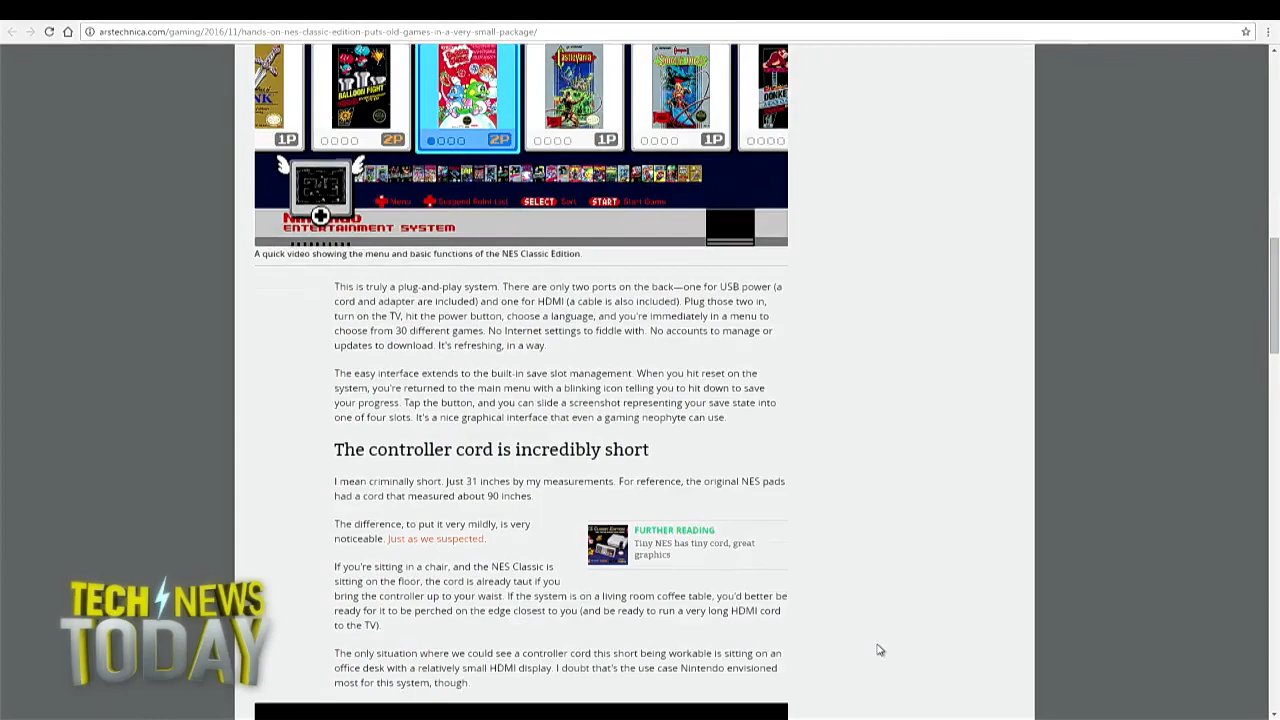 arstechnica.com/gaming/2016/11/hands-on-nes-classic-edition-puts-old-games-in-a-very-small-package/
NK
BALLOON FIGHT
Castlevania
1P
2P
2P
1P
1P
Menu
Suspend Point List
SELECT
Sort
START
Start Game
Nintendo
ENTERTAINMENT SYSTEM
A quick video showing the menu and basic functions of the NES Classic Edition.
This is truly a plug-and-play system. There are only two ports on the back—one for USB power (a
cord and adapter are included) and one for HDMI (a cable is also included). Plug those two in,
turn on the TV, hit the power button, choose a language, and you're immediately in a menu to
choose from 30 different games. No Internet settings to fiddle with. No accounts to manage or
updates to download. It's refreshing, in a way.
The easy interface extends to the built-in save slot management. When you hit reset on the
system, you're returned to the main menu with a blinking icon telling you to hit down to save
your progress. Tap the button, and you can slide a screenshot representing your save state into
one of four slots. It's a nice graphical interface that even a gaming neophyte can use.
The controller cord is incredibly short
I mean criminally short. Just 31 inches by my measurements. For reference, the original NES pads
had a cord that measured about 90 inches.
The difference, to put it very mildly, is very
noticeable. Just as we suspected.
FURTHER READING
Tiny NES has tiny cord, great
graphics
If you're sitting in a chair, and the NES Classic is
sitting on the floor, the cord is already taut if you
bring the controller up to your waist. If the system is on a living room coffee table, you'd better be
ready for it to be perched on the edge closest to you (and be ready to run a very long HDMI cord
to the TV).
The only situation where we could see a controller cord this short being workable is sitting on an
office desk with a relatively small HDMI display. I doubt that's the use case Nintendo envisioned
most for this system, though.
TECH NEWS
TODAY